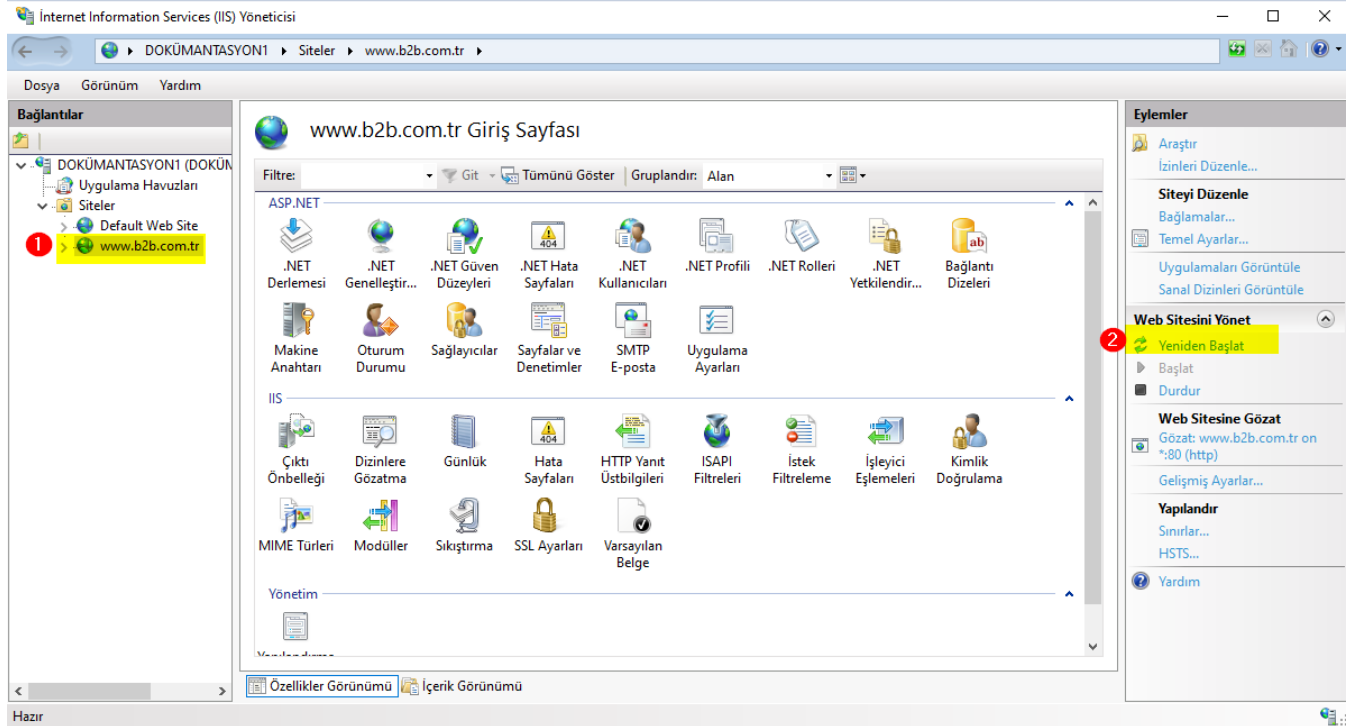 İnternet Information Services (IIS) Yöneticisi
DOKÜMANTASYON1 Siteler www.b2b.com.tr
Dosya Görünüm Yardım
Bağlantılar
DOKÜMANTASYON1 (DOKÜN
Uygulama Havuzları
Siteler
Default Web Site
1
www.b2b.com.tr
www.b2b.com.tr Giriş Sayfası
Filtre: Git Tümünü Göster Gruplandır: Alan
ASP.NET
.NET Derlemesi
.NET Genelleştir...
.NET Güven Düzeyleri
.NET Hata Sayfaları
.NET Kullanıcıları
.NET Profili
.NET Rolleri
.NET Yetkilendir...
Bağlantı Dizeleri
Makine Anahtarı
Oturum Durumu
Sağlayıcılar
Sayfalar ve Denetimler
SMTP E-posta
Uygulama Ayarları
IIS
Çıktı Önbelleği
Dizinlere Gözatma
Günlük
Hata Sayfaları
HTTP Yanıt Üstbilgileri
ISAPI Filtreleri
İstek Filtreleme
İşleyici Eşlemeleri
Kimlik Doğrulama
MIME Türleri
Modüller
Sıkıştırma
SSL Ayarları
Varsayılan Belge
Yönetim
Özellikler Görünümü İçerik Görünümü
Eylemler
Araştır
İzinleri Düzenle...
Siteyi Düzenle
Bağlamalar...
Temel Ayarlar...
Uygulamaları Görüntüle
Sanal Dizinleri Görüntüle
Web Sitesini Yönet
2
Yeniden Başlat
Başlat
Durdur
Web Sitesine Gözat
Gözat: www.b2b.com.tr on
*:80 (http)
Gelişmiş Ayarlar...
Yapılandır
Sınırlar...
HSTS...
Yardım
Hazır